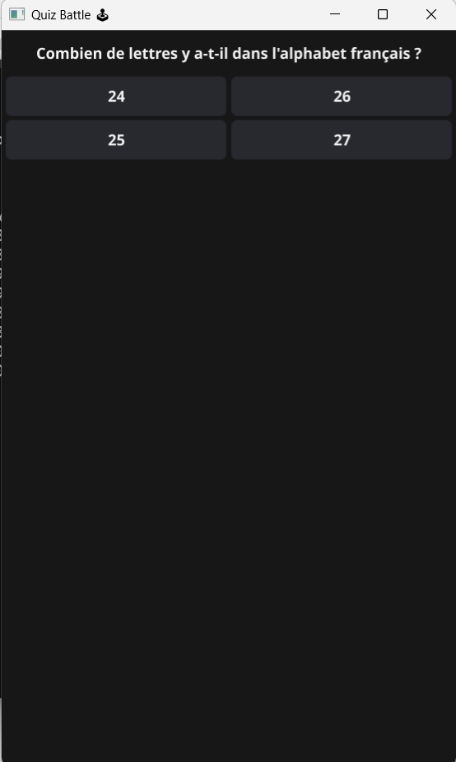 Quiz Battle 🕹️
Combien de lettres y a-t-il dans l'alphabet français ?
24 26
25 27